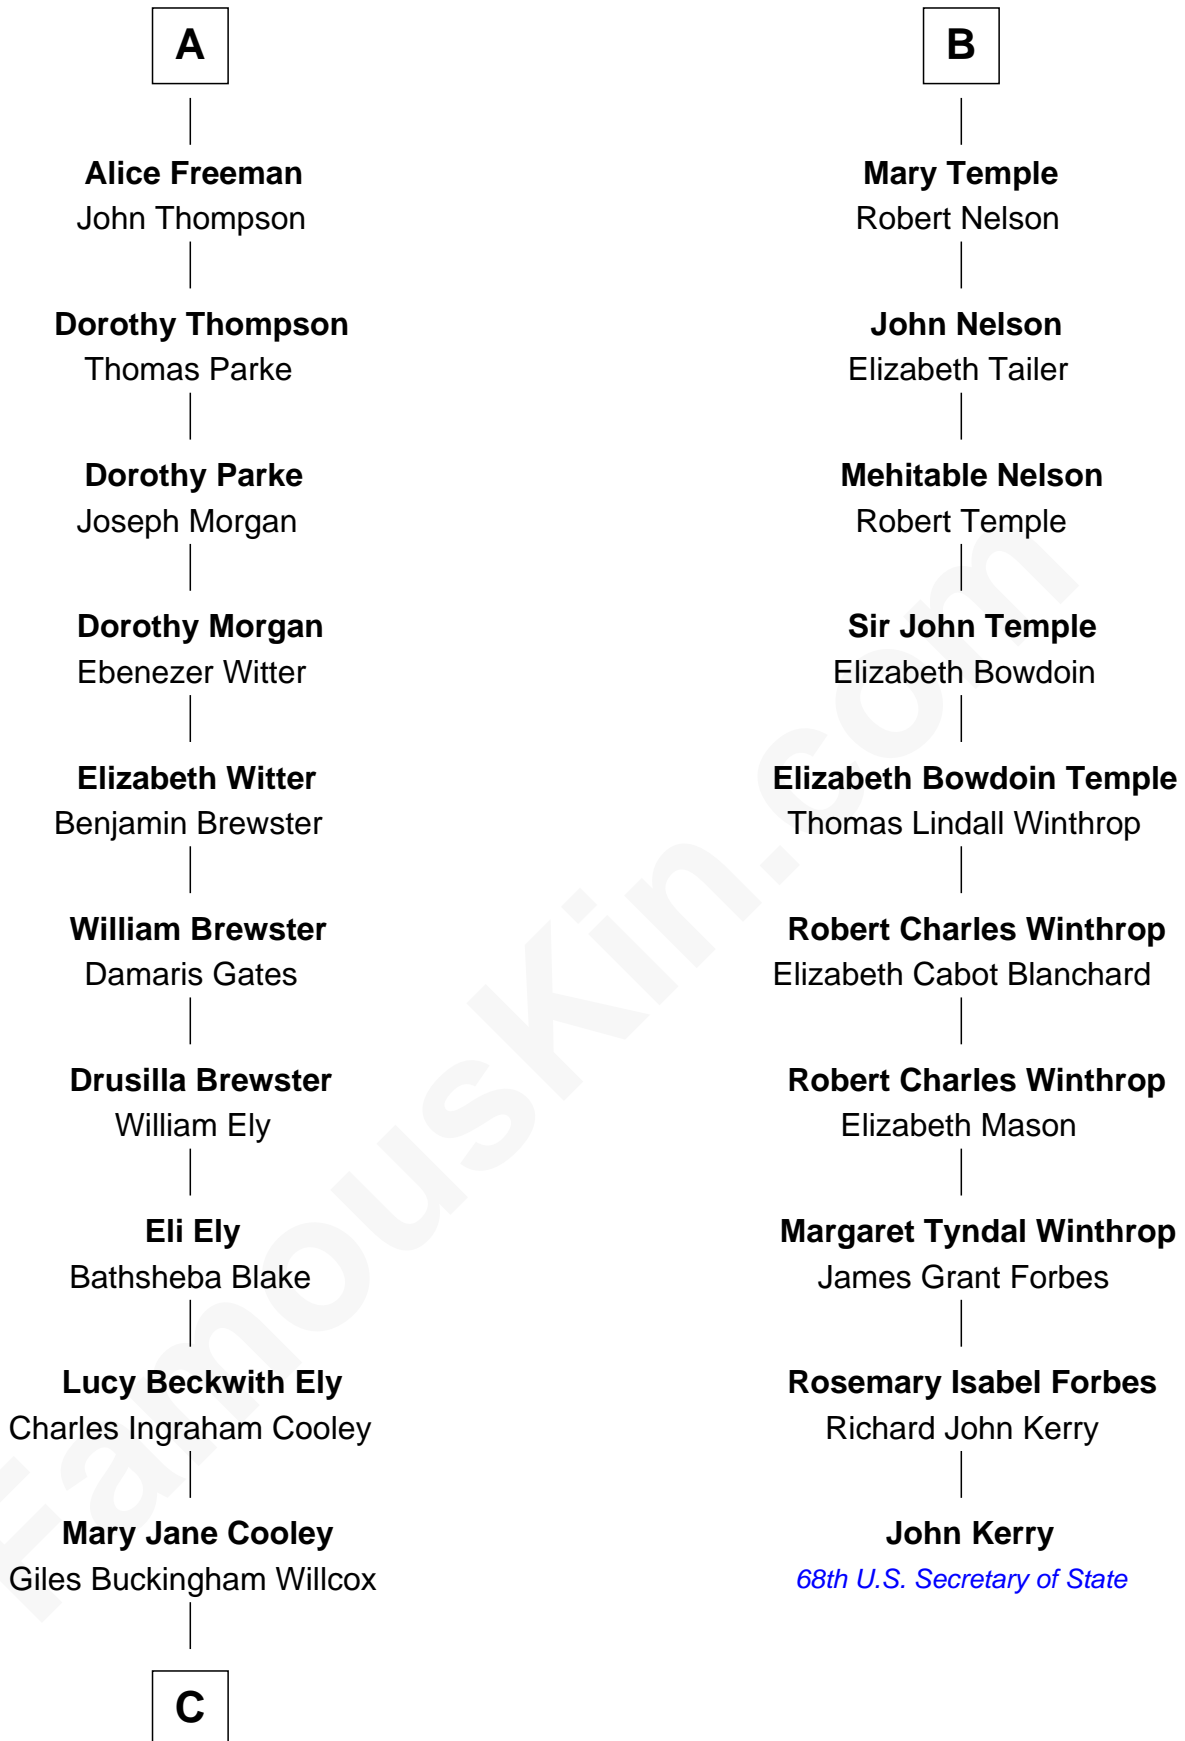 A
Alice Freeman
John Thompson
Dorothy Thompson
Thomas Parke
Dorothy Parke
Joseph Morgan
Dorothy Morgan
Ebenezer Witter
Elizabeth Witter
Benjamin Brewster
William Brewster
Damaris Gates
Drusilla Brewster
William Ely
Eli Ely
Bathsheba Blake
Lucy Beckwith Ely
Charles Ingraham Cooley
Mary Jane Cooley
Giles Buckingham Willcox
C
B
Mary Temple
Robert Nelson
John Nelson
Elizabeth Tailer
Mehitable Nelson
Robert Temple
Sir John Temple
Elizabeth Bowdoin
Elizabeth Bowdoin Temple
Thomas Lindall Winthrop
Robert Charles Winthrop
Elizabeth Cabot Blanchard
Robert Charles Winthrop
Elizabeth Mason
Margaret Tyndal Winthrop
James Grant Forbes
Rosemary Isabel Forbes
Richard John Kerry
John Kerry
68th U.S. Secretary of State
FamousKin.com